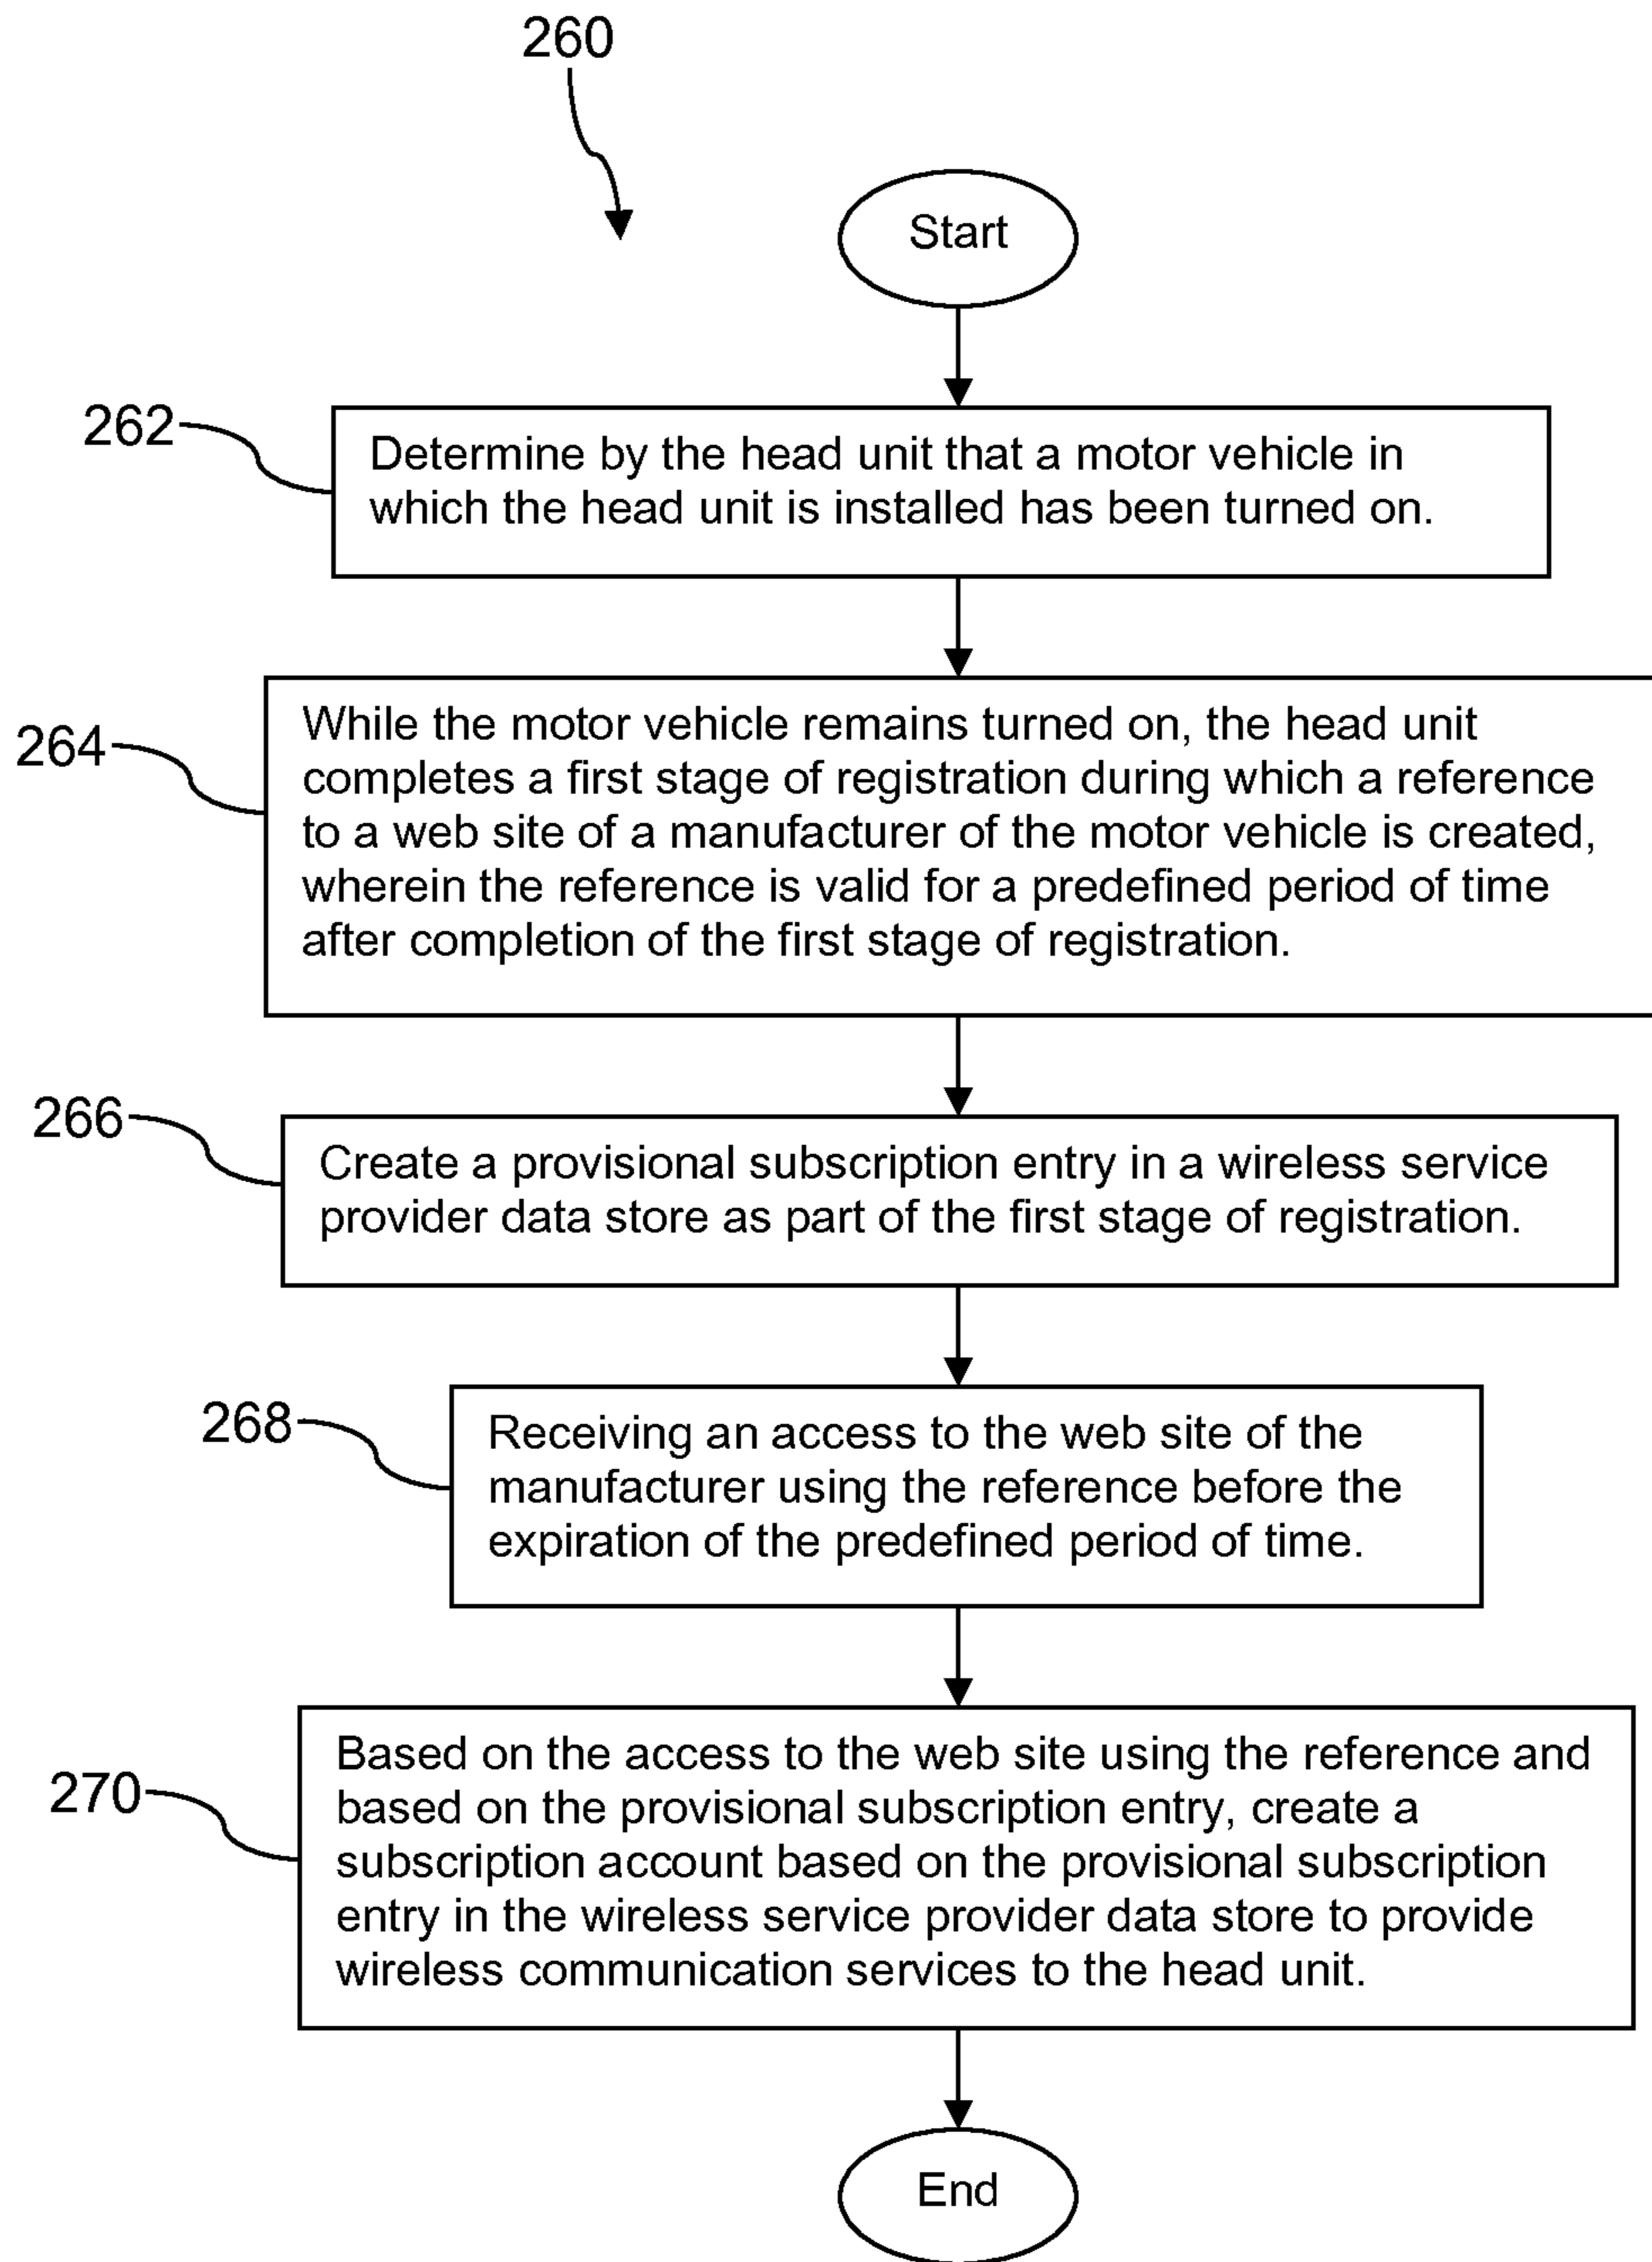 260
Start
262
Determine by the head unit that a motor vehicle in
which the head unit is installed has been turned on.
264
While the motor vehicle remains turned on, the head unit
completes a first stage of registration during which a reference
to a web site of a manufacturer of the motor vehicle is created,
wherein the reference is valid for a predefined period of time
after completion of the first stage of registration.
266
Create a provisional subscription entry in a wireless service
provider data store as part of the first stage of registration.
268
Receiving an access to the web site of the
manufacturer using the reference before the
expiration of the predefined period of time.
270
Based on the access to the web site using the reference and
based on the provisional subscription entry, create a
subscription account based on the provisional subscription
entry in the wireless service provider data store to provide
wireless communication services to the head unit.
End